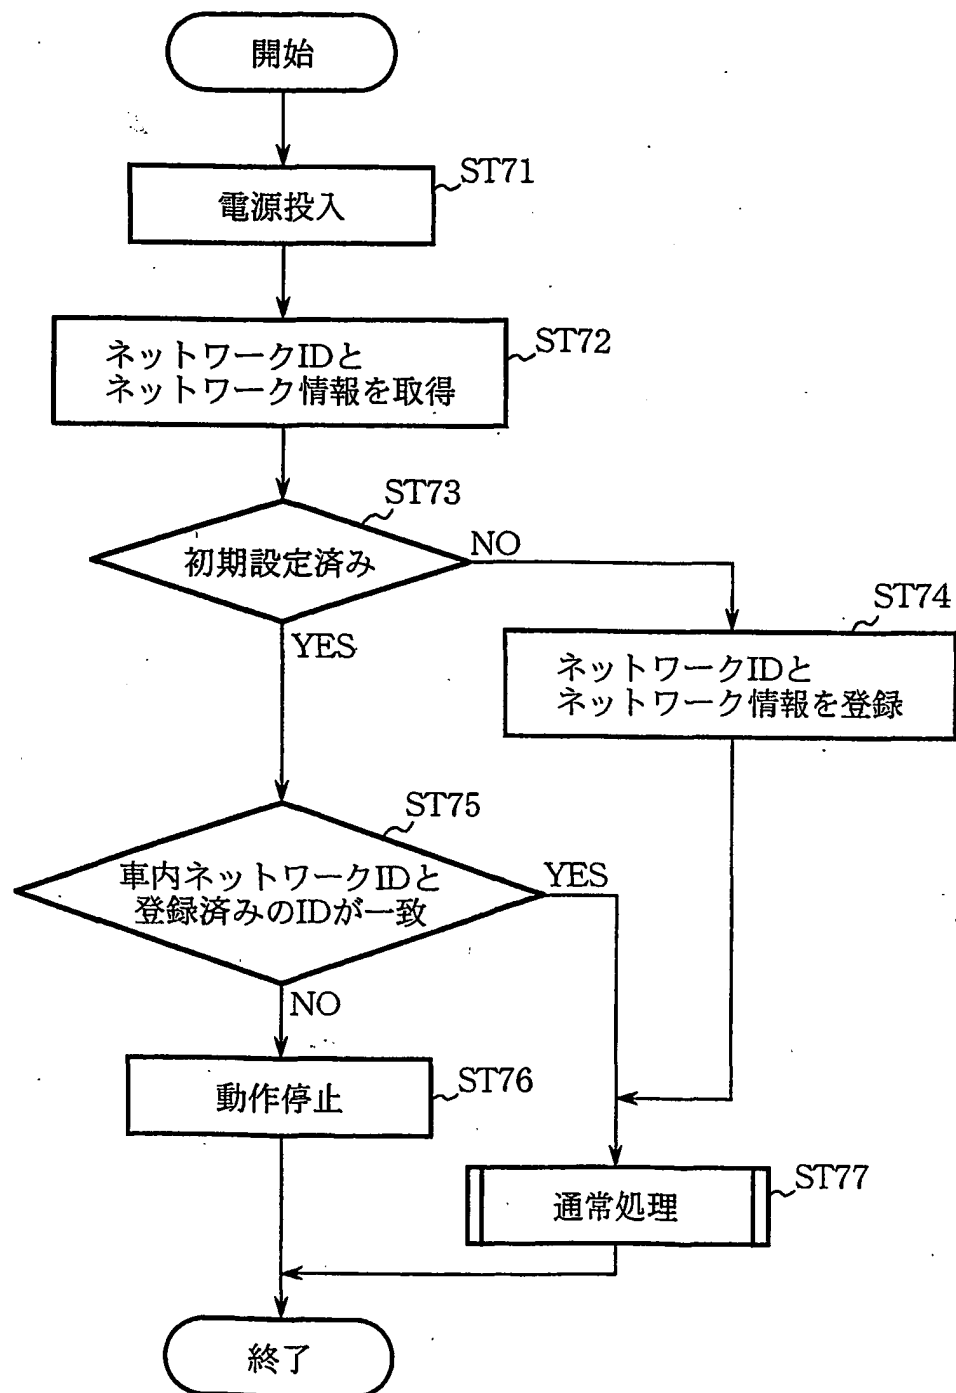 開始
ST71
電源投入
ST72
ネットワークIDと
ネットワーク情報を取得
ST73
初期設定済み
NO
YES
ST74
ネットワークIDと
ネットワーク情報を登録
ST75
車内ネットワークIDと
登録済みのIDが一致
YES
NO
ST76
動作停止
ST77
通常処理
終了